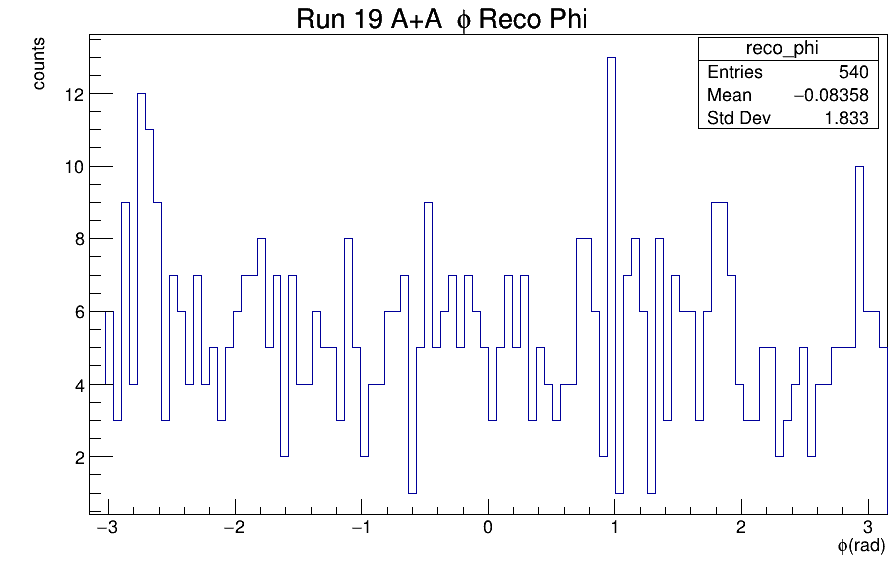 Run 19 A+A ϕ Reco Phi
counts
reco_phi
Entries 540
Mean −0.08358
Std Dev 1.833
12
10
8
6
4
2
−3 −2 −1 0 1 2 3
ϕ(rad)